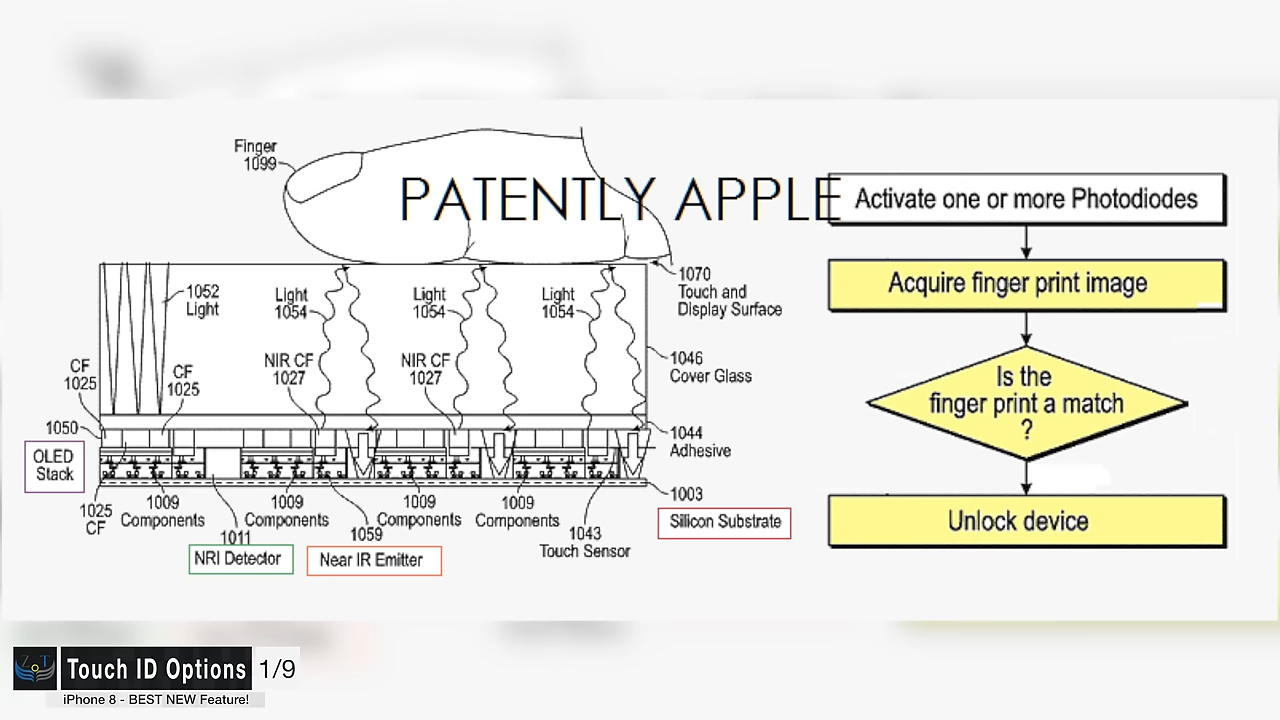 Finger
1099
PATENTLY APPLE
1052
Light
Light
1054
Light
1054
Light
1054
1070
Touch and
Display Surface
CF
1025
CF
1025
NIR CF
1027
NIR CF
1027
1046
Cover Glass
1050
1044
Adhesive
OLED
Stack
1025
CF
1009
Components
1011
NRI Detector
1009
Components
1059
Near IR Emitter
1009
Components
1009
Components
1043
Touch Sensor
1003
Silicon Substrate
Activate one or more Photodiodes
Acquire finger print image
Is the
finger print a match
?
Unlock device
ZOT
Touch ID Options 1/9
iPhone 8 - BEST NEW Feature!